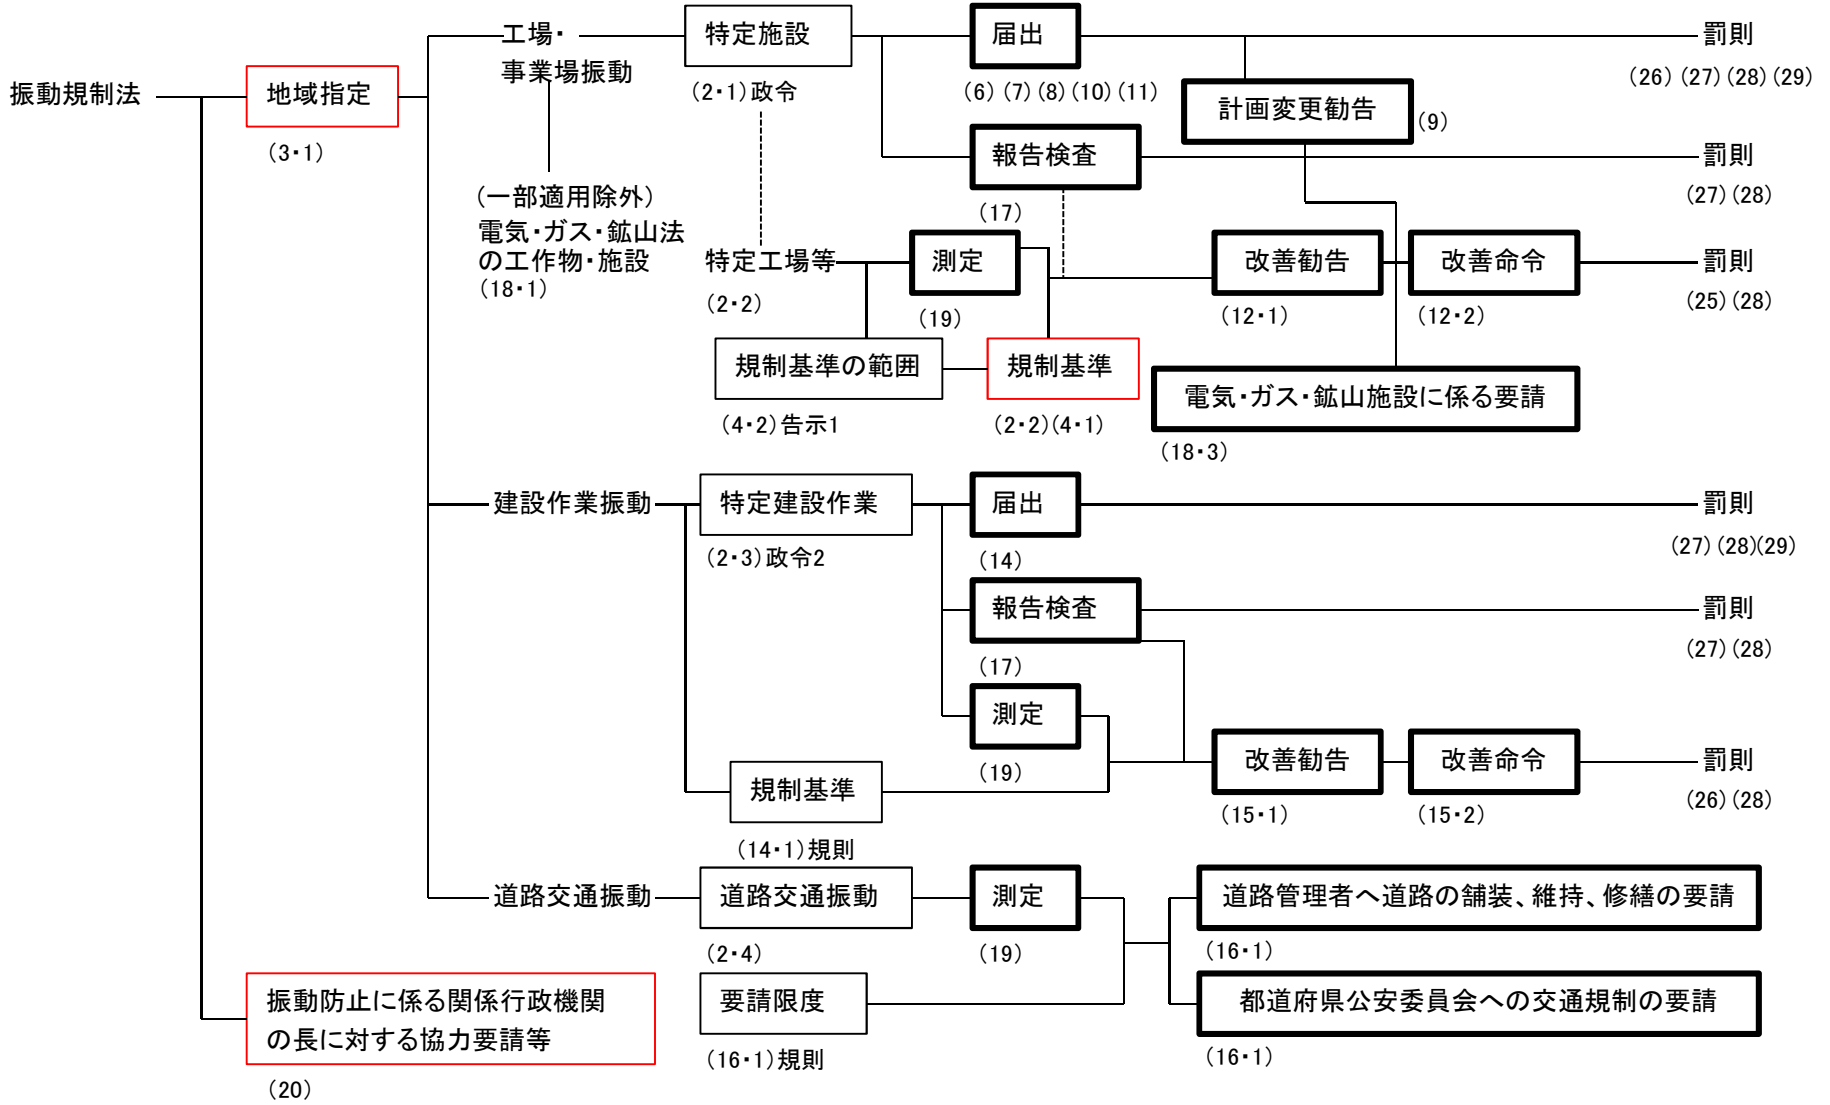 振動規制法
地域指定
(3・1)
工場・
事業場振動
(一部適用除外)
電気・ガス・鉱山法
の工作物・施設
(18・1)
特定施設
(2・1)政令
届出
(6)(7)(8)(10)(11)
計画変更勧告
(9)
罰則
(26)(27)(28)(29)
報告検査
(17)
罰則
(27)(28)
特定工場等
(2・2)
測定
(19)
改善勧告
(12・1)
改善命令
(12・2)
罰則
(25)(28)
規制基準の範囲
(4・2)告示1
規制基準
(2・2)(4・1)
電気・ガス・鉱山施設に係る要請
(18・3)
建設作業振動
特定建設作業
(2・3)政令2
届出
(14)
罰則
(27)(28)(29)
報告検査
(17)
罰則
(27)(28)
測定
(19)
規制基準
(14・1)規則
改善勧告
(15・1)
改善命令
(15・2)
罰則
(26)(28)
道路交通振動
道路交通振動
(2・4)
測定
(19)
要請限度
(16・1)規則
道路管理者へ道路の舗装、維持、修繕の要請
(16・1)
都道府県公安委員会への交通規制の要請
(16・1)
振動防止に係る関係行政機関
の長に対する協力要請等
(20)